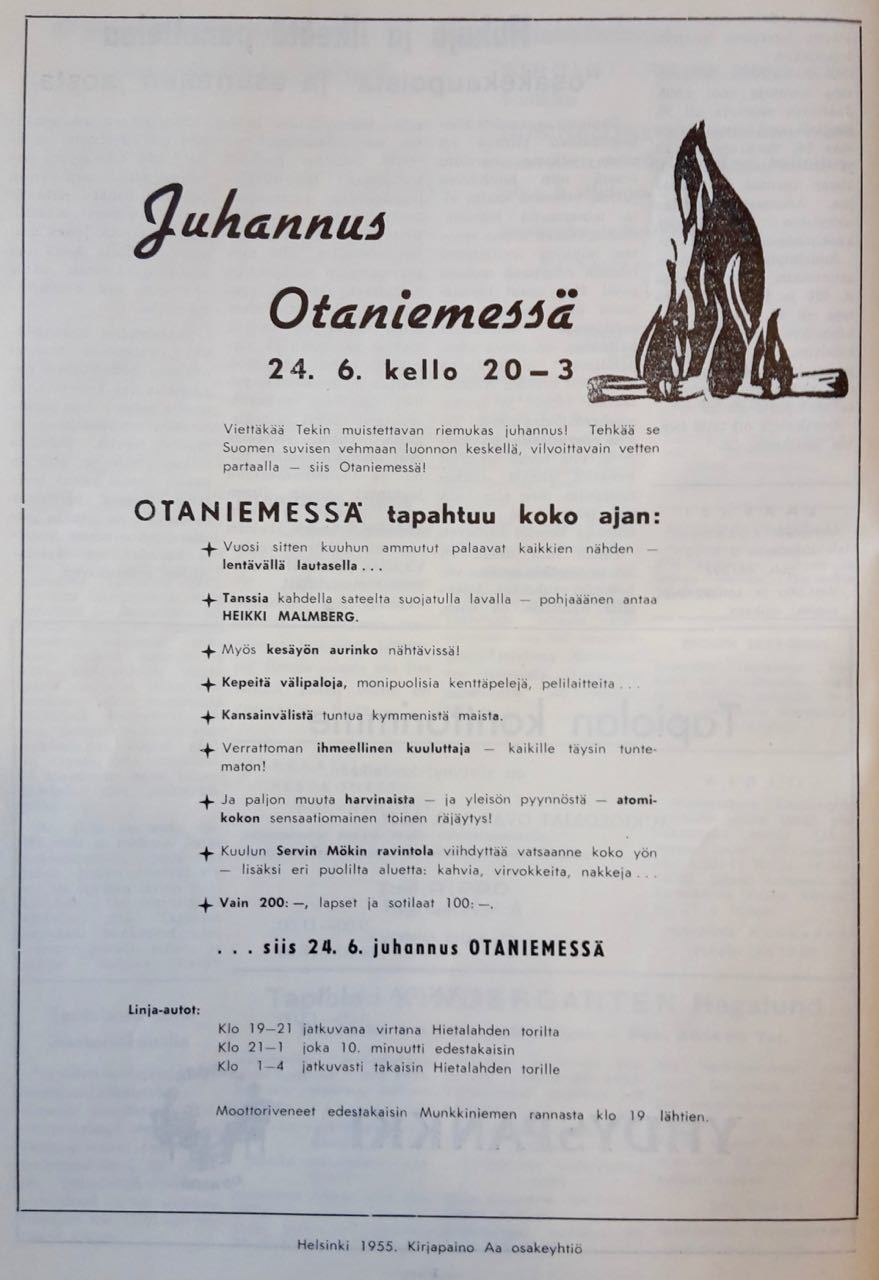 Juhannus
Otaniemessä
24. 6. kello 20–3
Viettäkää Tekin muistettavan riemukas juhannus! Tehkää se
Suomen suvisen vehmaan luonnon keskellä, vilvoittavain vetten
partaalla — siis Otaniemessä!
OTANIEMESSÄ tapahtuu koko ajan:
Vuosi sitten kuuhun ammutut palaavat kaikkien nähden —
lentävällä lautasella . . .
Tanssia kahdella sateelta suojatulla lavalla — pohjaäänen antaa
HEIKKI MALMBERG.
Myös kesäyön aurinko nähtävissä!
Kepeitä välipaloja, monipuolisia kenttäpelejä, pelilaitteita . . .
Kansainvälistä tuntua kymmenistä maista.
Verrattoman ihmeellinen kuuluttaja — kaikille täysin tunte-
maton!
Ja paljon muuta harvinaista — ja yleisön pyynnöstä — atomi-
kokon sensaatiomainen toinen räjäytys!
Kuulun Servin Mökin ravintola viihdyttää vatsaanne koko yön
— lisäksi eri puolilta aluetta: kahvia, virvokkeita, nakkeja . . .
Vain 200: —, lapset ja sotilaat 100: —.
. . . siis 24. 6. juhannus OTANIEMESSÄ
Linja-autot:
Klo 19—21 jatkuvana virtana Hietalahden torilta
Klo 21—1 joka 10. minuutti edestakaisin
Klo 1—4 jatkuvasti takaisin Hietalahden torille
Moottoriveneet edestakaisin Munkkiniemen rannasta klo 19 lähtien.
Helsinki 1955. Kirjapaino Aa osakeyhtiö